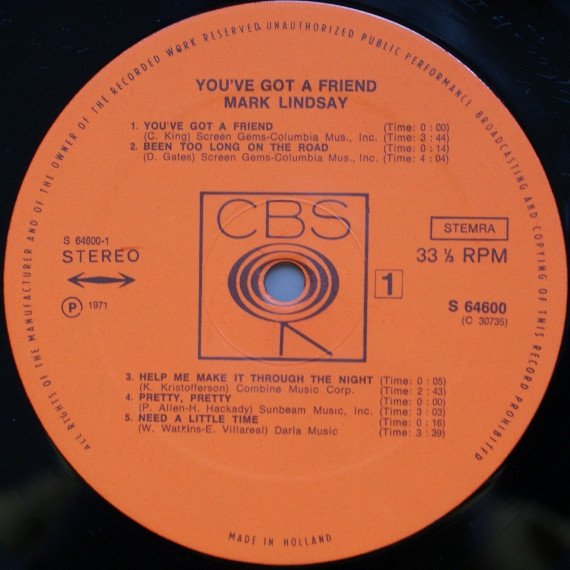 ALL RIGHTS OF THE MANUFACTURER AND OF THE OWNER OF THE RECORDED WORK RESERVED. UNAUTHORIZED PUBLIC PERFORMANCE BROADCASTING AND COPYING OF THIS RECORD PROHIBITED
YOU'VE GOT A FRIEND
MARK LINDSAY
1. YOU'VE GOT A FRIEND (Time: 0 : 00)
(C. King) Screen Gems-Columbia Mus., Inc. (Time: 3 : 44)
2. BEEN TOO LONG ON THE ROAD (Time: 0 : 14)
(D. Gates) Screen Gems-Columbia Mus., Inc. (Time: 4 : 04)
CBS
S 64600-1
STEREO
P 1971
STEMRA
33 ⅓ RPM
1
S 64600
(C 30735)
3. HELP ME MAKE IT THROUGH THE NIGHT (Time: 0 : 05)
(K. Kristofferson) Combine Music Corp. (Time: 2 : 43)
4. PRETTY, PRETTY (Time: 0 : 00)
(P. Allen-H. Hackady) Sunbeam Music, Inc. (Time: 3 : 03)
5. NEED A LITTLE TIME (Time: 0 : 16)
(W. Watkins-E. Villareal) Darla Music (Time: 3 : 39)
MADE IN HOLLAND